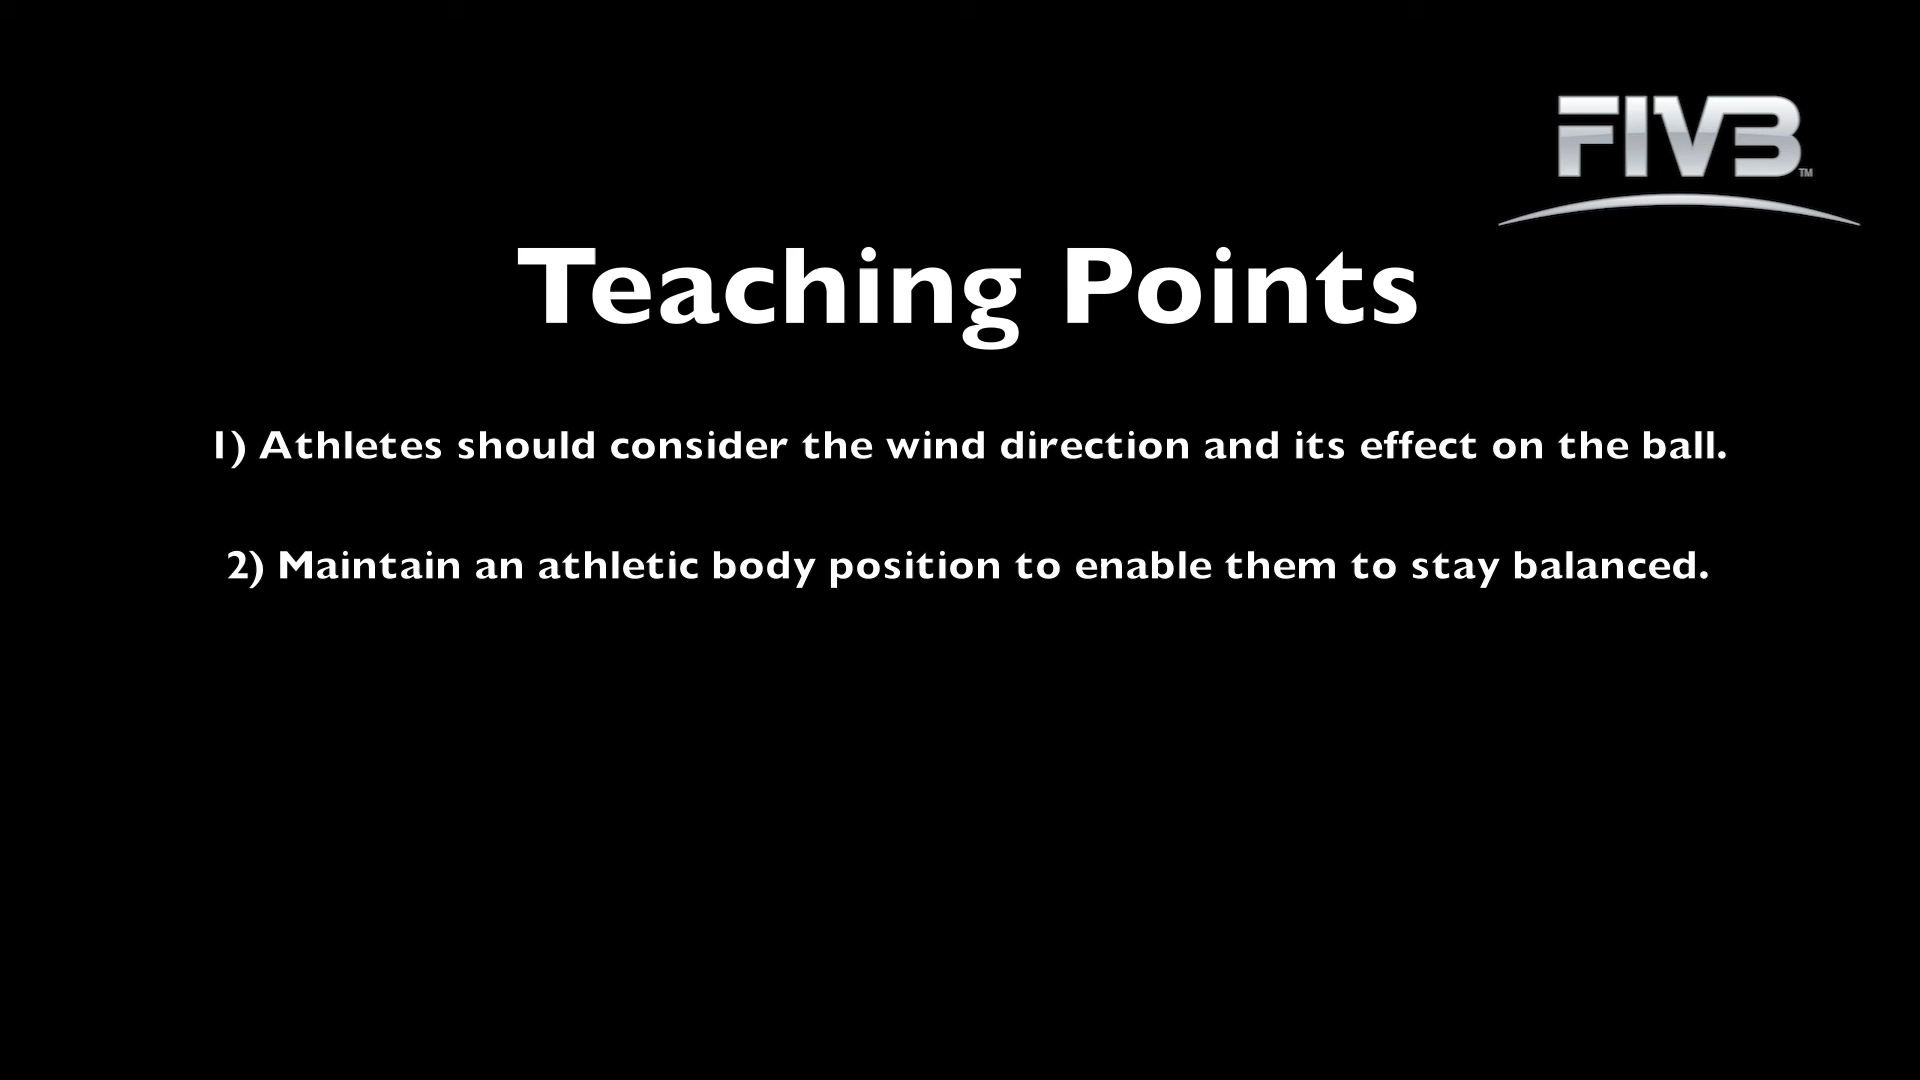 FIVB™
Teaching Points
1) Athletes should consider the wind direction and its effect on the ball.
2) Maintain an athletic body position to enable them to stay balanced.